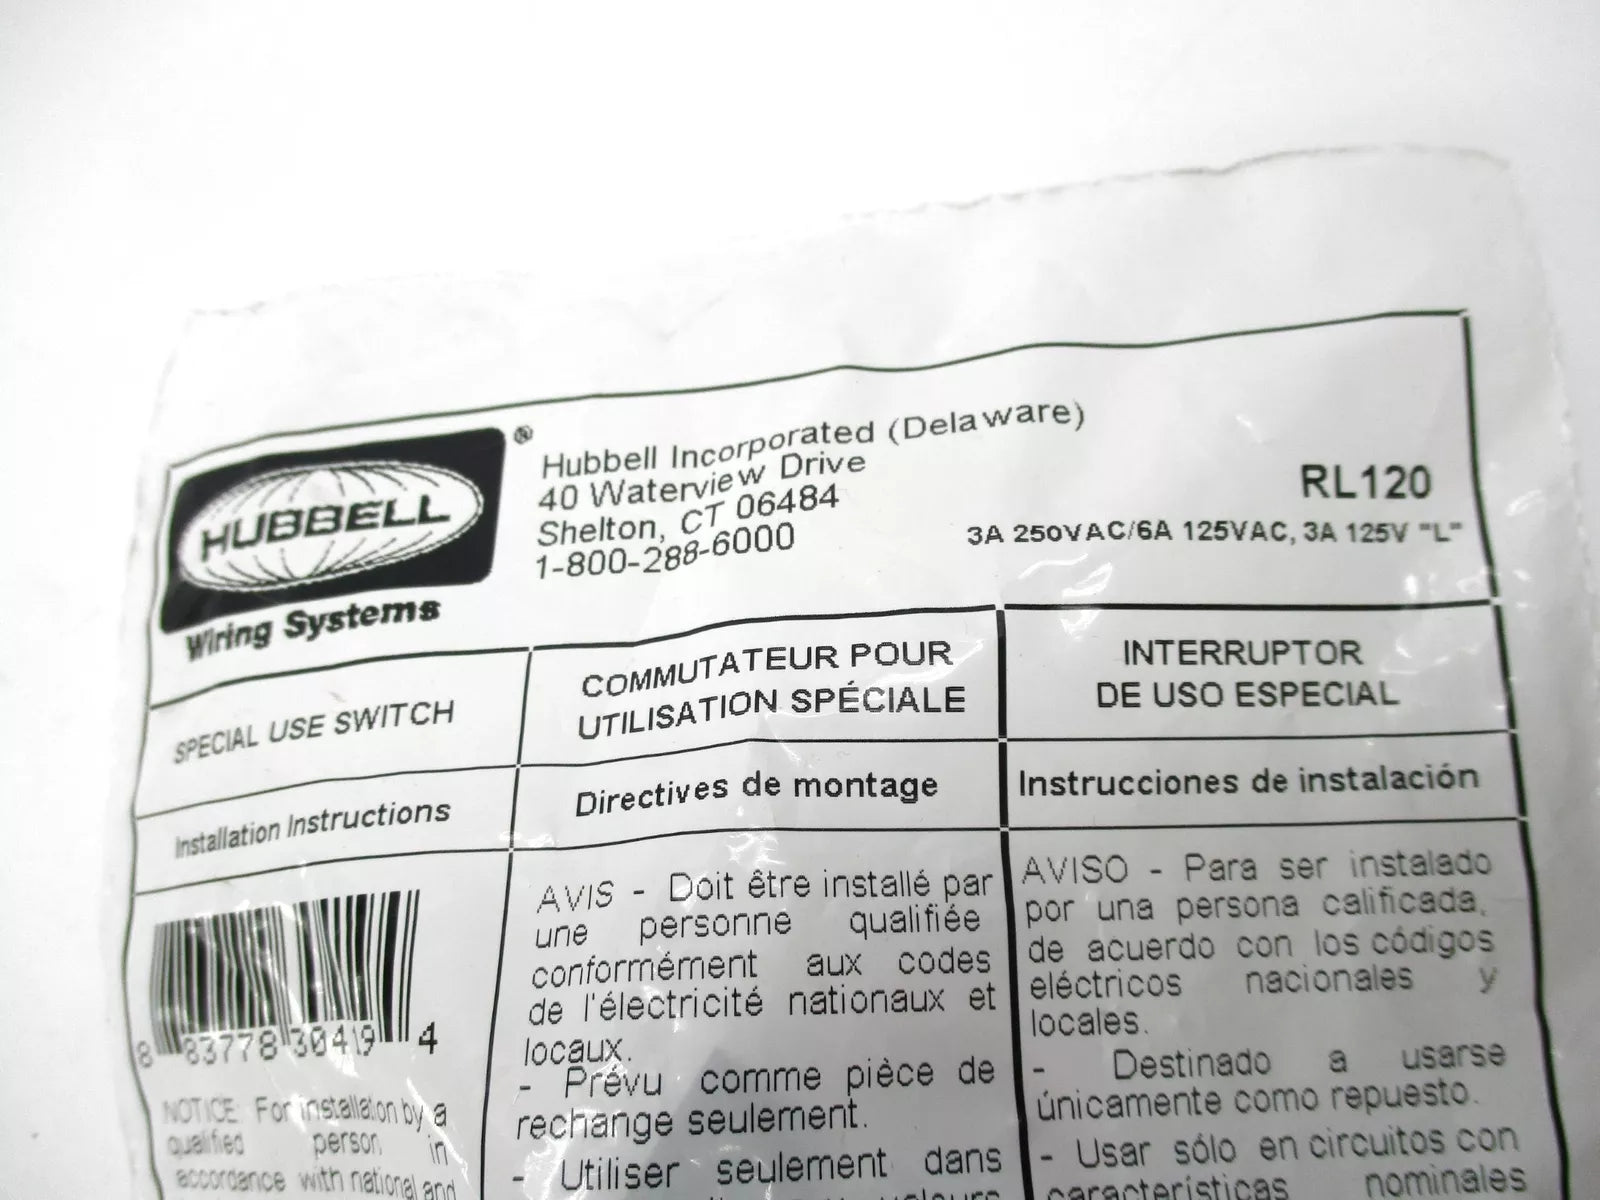 HUBBELL®
Wiring Systems
Hubbell Incorporated (Delaware)
40 Waterview Drive
Shelton, CT 06484
1-800-288-6000
RL120
3A 250VAC/6A 125VAC, 3A 125V "L"
SPECIAL USE SWITCH
Installation Instructions
8 83778 30419 4
NOTICE: For installation by a
qualified person in
accordance with national and
COMMUTATEUR POUR
UTILISATION SPÉCIALE
Directives de montage
AVIS - Doit être installé par
une personne qualifiée
conformément aux codes
de l'électricité nationaux et
locaux.
- Prévu comme pièce de
rechange seulement.
- Utiliser seulement dans
valeurs
INTERRUPTOR
DE USO ESPECIAL
Instrucciones de instalación
AVISO - Para ser instalado
por una persona calificada,
de acuerdo con los códigos
eléctricos nacionales y
locales.
- Destinado a usarse
únicamente como repuesto.
- Usar sólo en circuitos con
características nominales